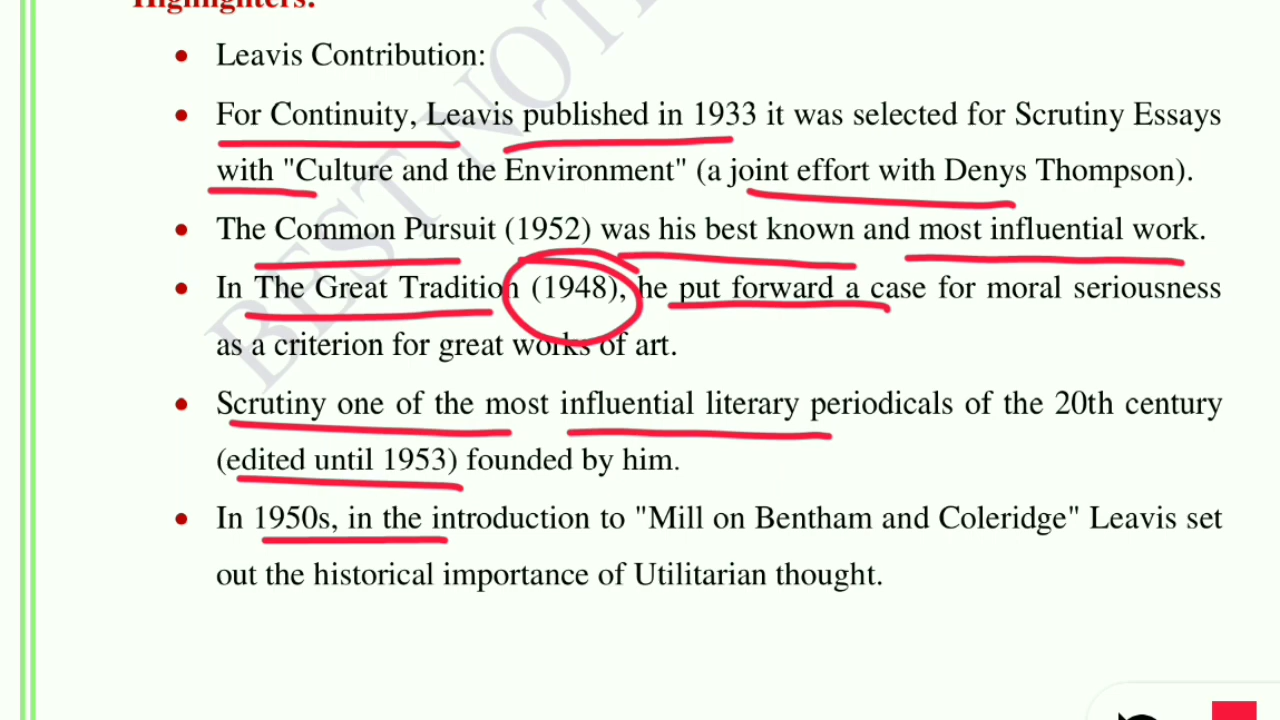 Highlighters:
Leavis Contribution:
For Continuity, Leavis published in 1933 it was selected for Scrutiny Essays
with "Culture and the Environment" (a joint effort with Denys Thompson).
The Common Pursuit (1952) was his best known and most influential work.
In The Great Tradition (1948), he put forward a case for moral seriousness
as a criterion for great works of art.
Scrutiny one of the most influential literary periodicals of the 20th century
(edited until 1953) founded by him.
In 1950s, in the introduction to "Mill on Bentham and Coleridge" Leavis set
out the historical importance of Utilitarian thought.
BEST NOT